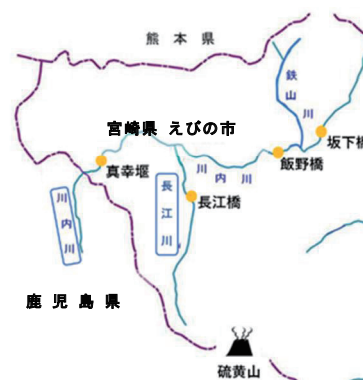 熊本県
鉄山川
宮崎県 えびの市
坂下橋
飯野橋
真幸堰
川内川
長江橋
長江川
川内川
鹿児島県
硫黄山